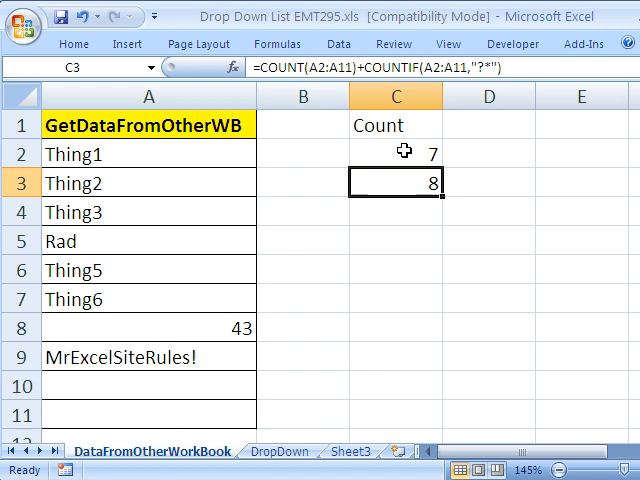 Drop Down List EMT295.xls [Compatibility Mode] - Microsoft Excel
Home Insert Page Layout Formulas Data Review View Developer Add-Ins
C3 fx =COUNT(A2:A11)+COUNTIF(A2:A11,"?*")
A B C D E
1 GetDataFromOtherWB Count
2 Thing1 7
3 Thing2 8
4 Thing3
5 Rad
6 Thing5
7 Thing6
8 43
9 MrExcelSiteRules!
10
11
12
DataFromOtherWorkBook DropDown Sheet3
Ready 145%